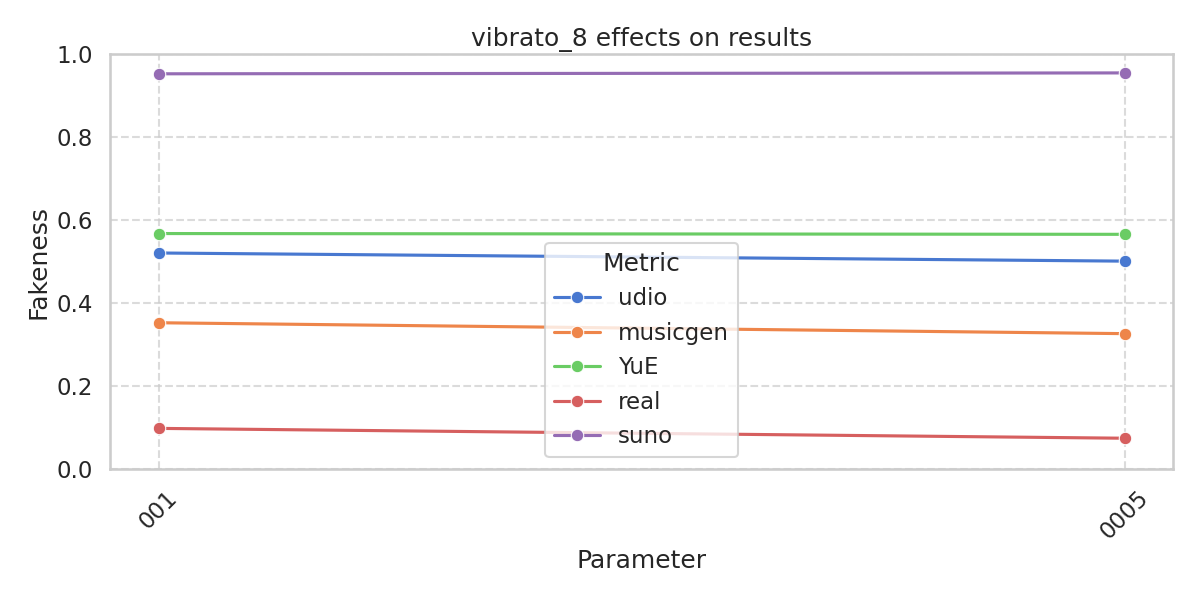 vibrato_8 effects on results
Fakeness
1.0
0.8
0.6
0.4
0.2
0.0
Metric
udio
musicgen
YuE
real
suno
001
0005
Parameter